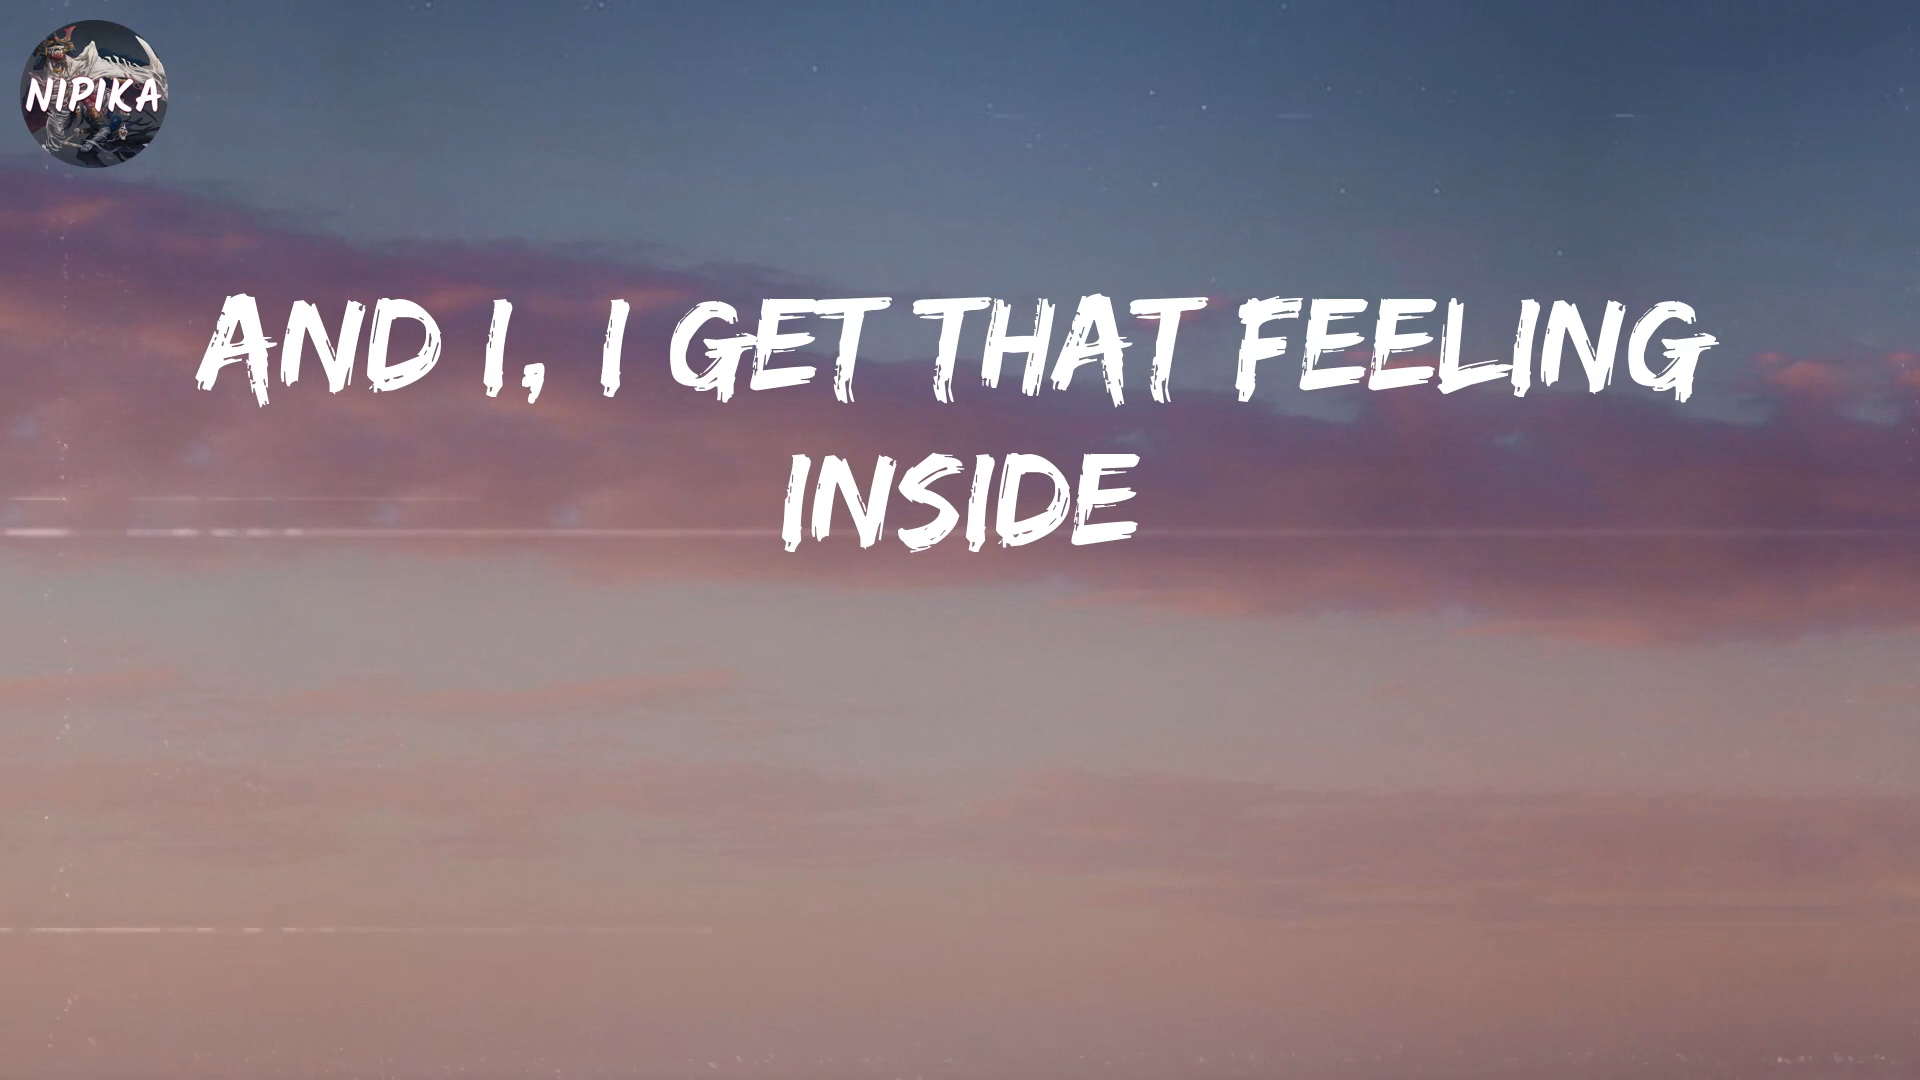 NIPIKA
AND I, I GET THAT FEELING
INSIDE